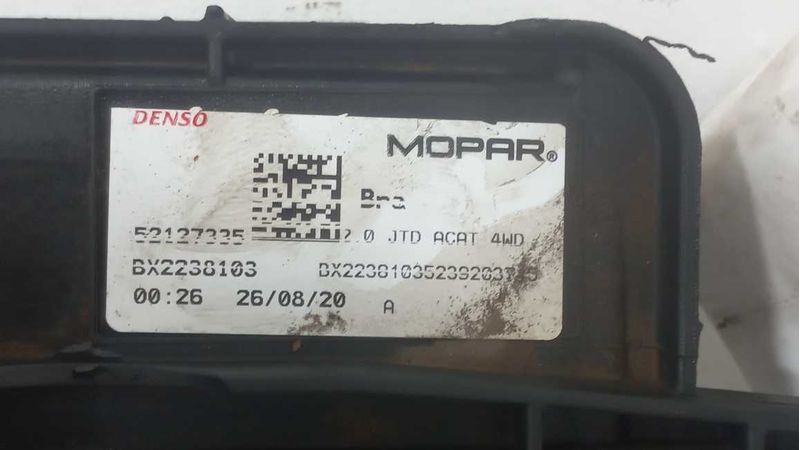 DENSO
MOPAR®
Bra
52127335 2.0 JTD ACAT 4WD
BX2238103
00:26 26/08/20 A